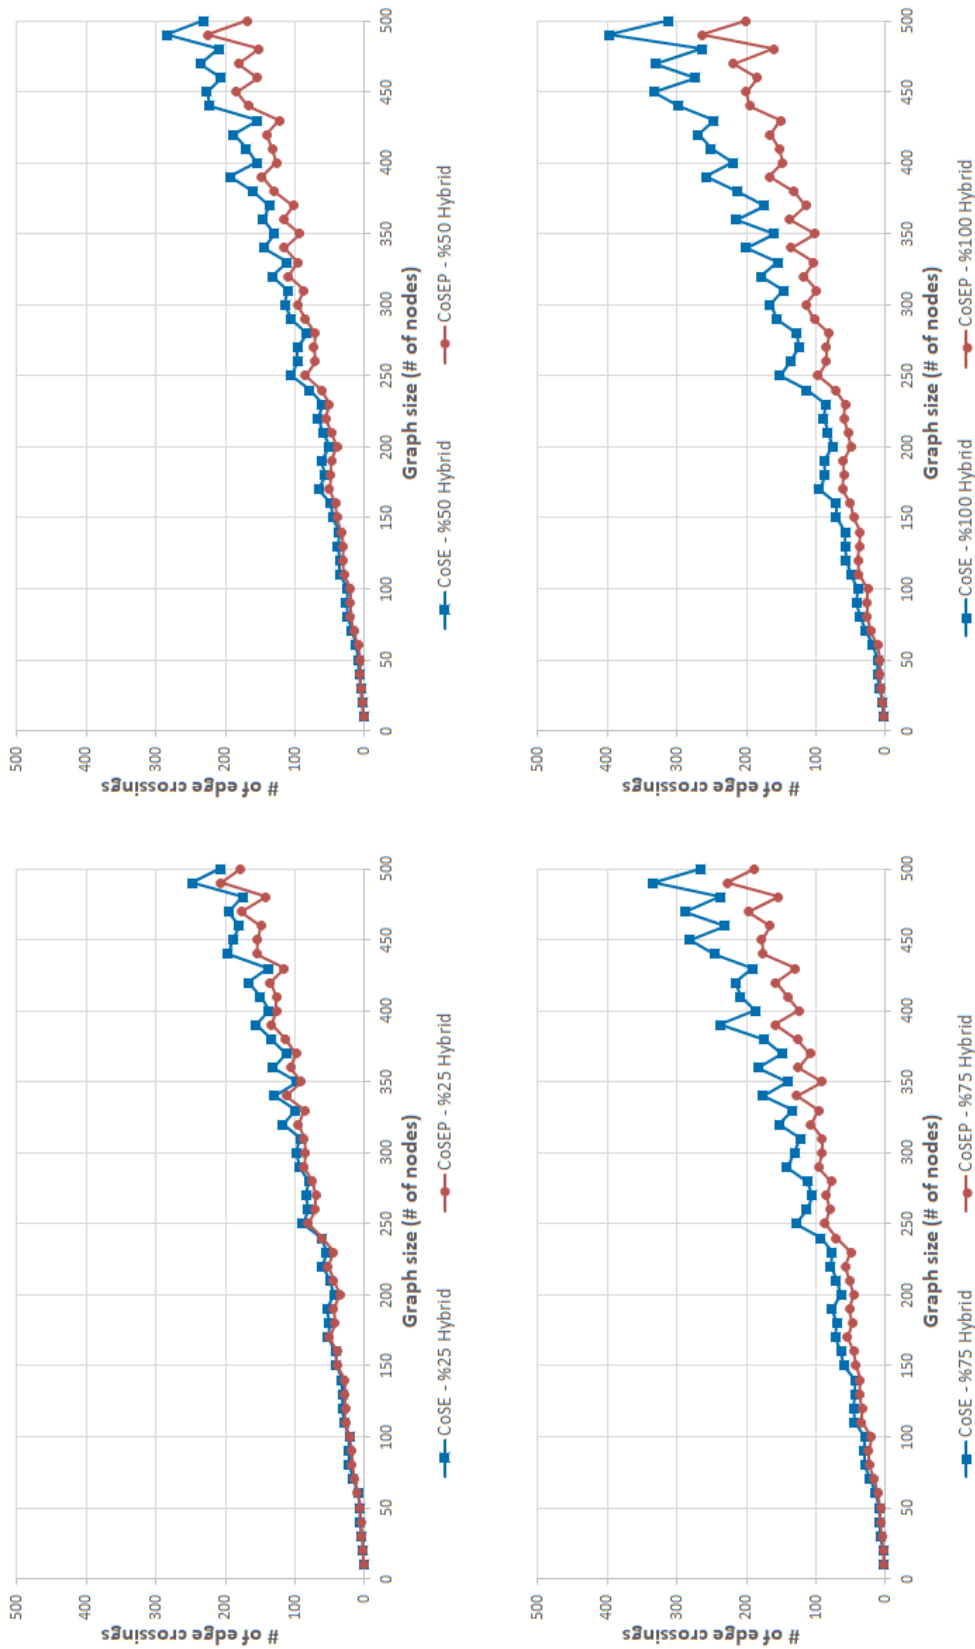 # of edge crossings
500
400
300
200
100
0
0 50 100 150 200 250 300 350 400 450 500
Graph size (# of nodes)
CoSE - %25 Hybrid CoSEP - %25 Hybrid
# of edge crossings
500
400
300
200
100
0
0 50 100 150 200 250 300 350 400 450 500
Graph size (# of nodes)
CoSE - %50 Hybrid CoSEP - %50 Hybrid
# of edge crossings
500
400
300
200
100
0
0 50 100 150 200 250 300 350 400 450 500
Graph size (# of nodes)
CoSE - %75 Hybrid CoSEP - %75 Hybrid
# of edge crossings
500
400
300
200
100
0
0 50 100 150 200 250 300 350 400 450 500
Graph size (# of nodes)
CoSE - %100 Hybrid CoSEP - %100 Hybrid